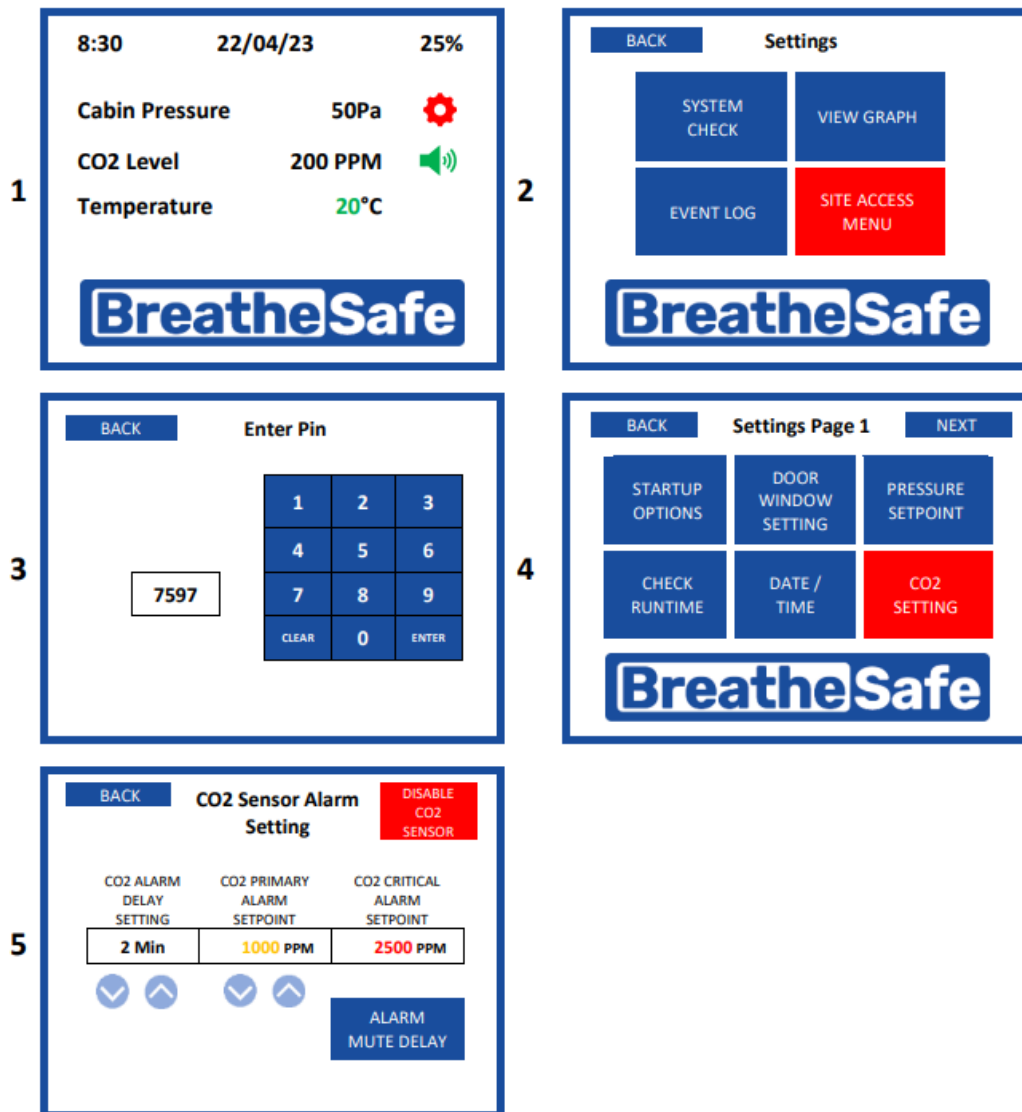 1
8:30 22/04/23 25%
Cabin Pressure 50Pa
CO2 Level 200 PPM
Temperature 20°C
BreatheSafe
2
BACK Settings
SYSTEM
CHECK
VIEW GRAPH
EVENT LOG
SITE ACCESS
MENU
BreatheSafe
3
BACK Enter Pin
1 2 3
4 5 6
7597
7 8 9
CLEAR 0 ENTER
4
BACK Settings Page 1 NEXT
STARTUP
OPTIONS
DOOR
WINDOW
SETTING
PRESSURE
SETPOINT
CHECK
RUNTIME
DATE /
TIME
CO2
SETTING
BreatheSafe
5
BACK
CO2 Sensor Alarm
Setting
DISABLE
CO2
SENSOR
CO2 ALARM
DELAY
SETTING
CO2 PRIMARY
ALARM
SETPOINT
CO2 CRITICAL
ALARM
SETPOINT
2 Min 1000 PPM 2500 PPM
ALARM
MUTE DELAY